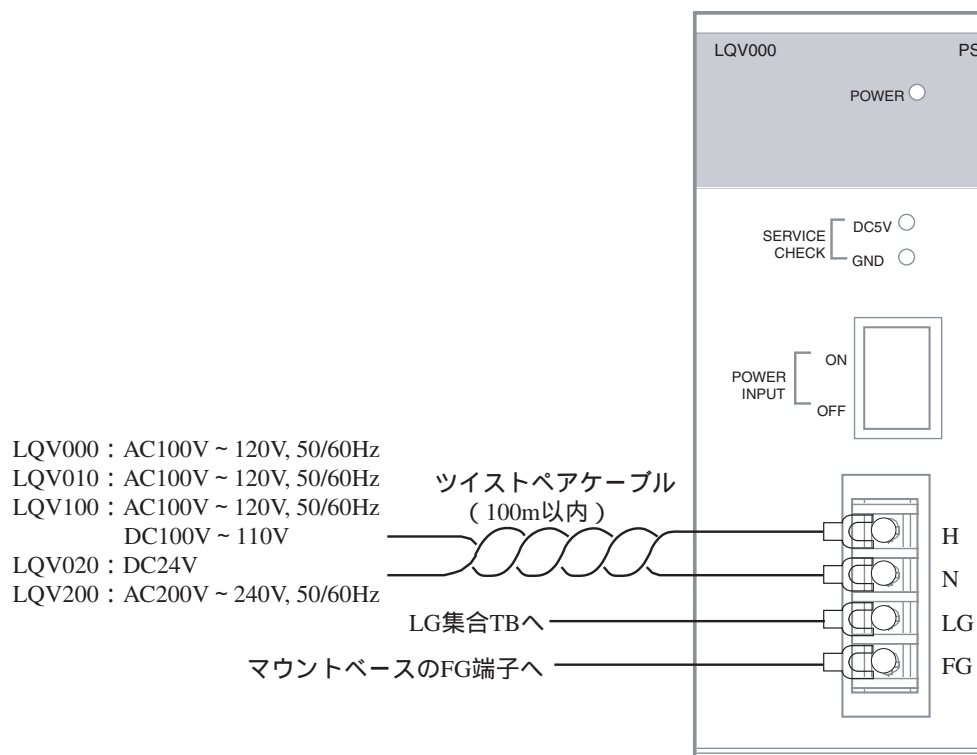 LQV000
PS
POWER
SERVICE
CHECK
DC5V
GND
POWER
INPUT
ON
OFF
LQV000：AC100V ~ 120V, 50/60Hz
LQV010：AC100V ~ 120V, 50/60Hz
LQV100：AC100V ~ 120V, 50/60Hz
DC100V ~ 110V
LQV020：DC24V
LQV200：AC200V ~ 240V, 50/60Hz
ツイストペアケーブル
（100m以内）
LG集合TBへ
マウントベースのFG端子へ
H
N
LG
FG